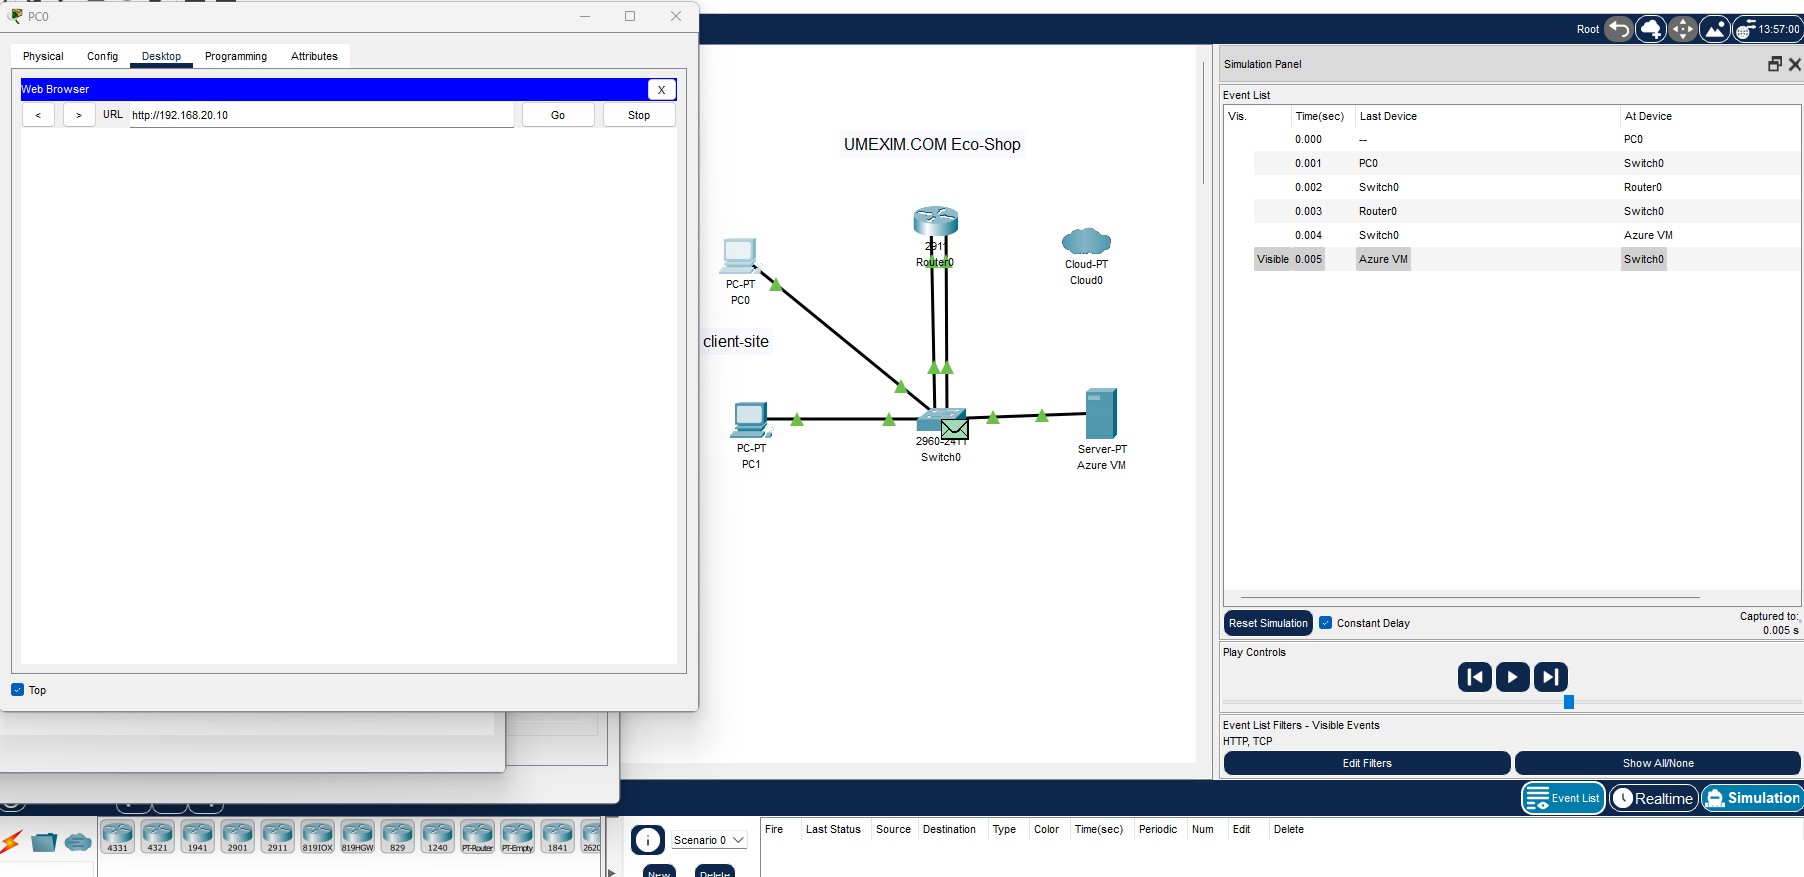 PC0
Physical Config Desktop Programming Attributes
Web Browser X
< > URL http://192.168.20.10 Go Stop
Top
Root 13:57:00
UMEXIM.COM Eco-Shop
2911
Router0
Cloud-PT
Cloud0
PC-PT
PC0
client-site
PC-PT
PC1
2960-24TT
Switch0
Server-PT
Azure VM
Simulation Panel
Event List
Vis. Time(sec) Last Device At Device
0.000 -- PC0
0.001 PC0 Switch0
0.002 Switch0 Router0
0.003 Router0 Switch0
0.004 Switch0 Azure VM
Visible 0.005 Azure VM Switch0
Reset Simulation Constant Delay Captured to:
0.005 s
Play Controls
Event List Filters - Visible Events
HTTP, TCP
Edit Filters Show All/None
Event List Realtime Simulation
4331 4321 1941 2901 2911 819IOX 819HGW 829 1240 PT-Router PT-Empty 1841 2620
Scenario 0
New Delete
Fire Last Status Source Destination Type Color Time(sec) Periodic Num Edit Delete